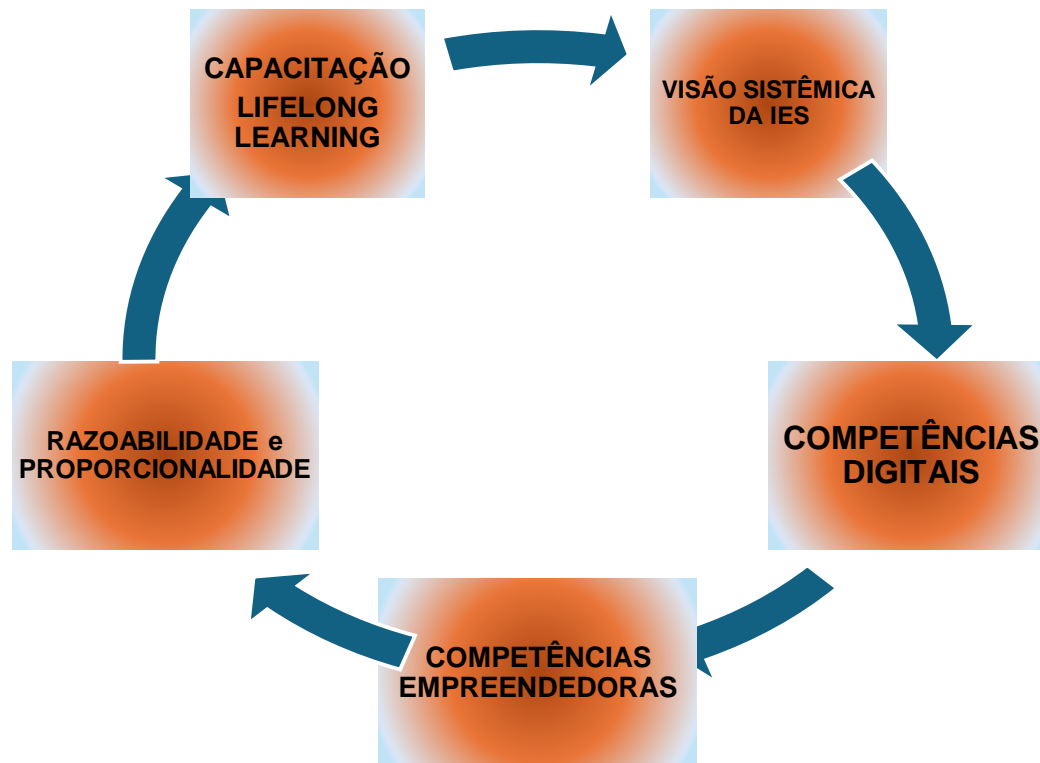 CAPACITAÇÃO
LIFELONG
LEARNING
VISÃO SISTÊMICA
DA IES
COMPETÊNCIAS
DIGITAIS
COMPETÊNCIAS
EMPREENDEDORAS
RAZOABILIDADE e
PROPORCIONALIDADE